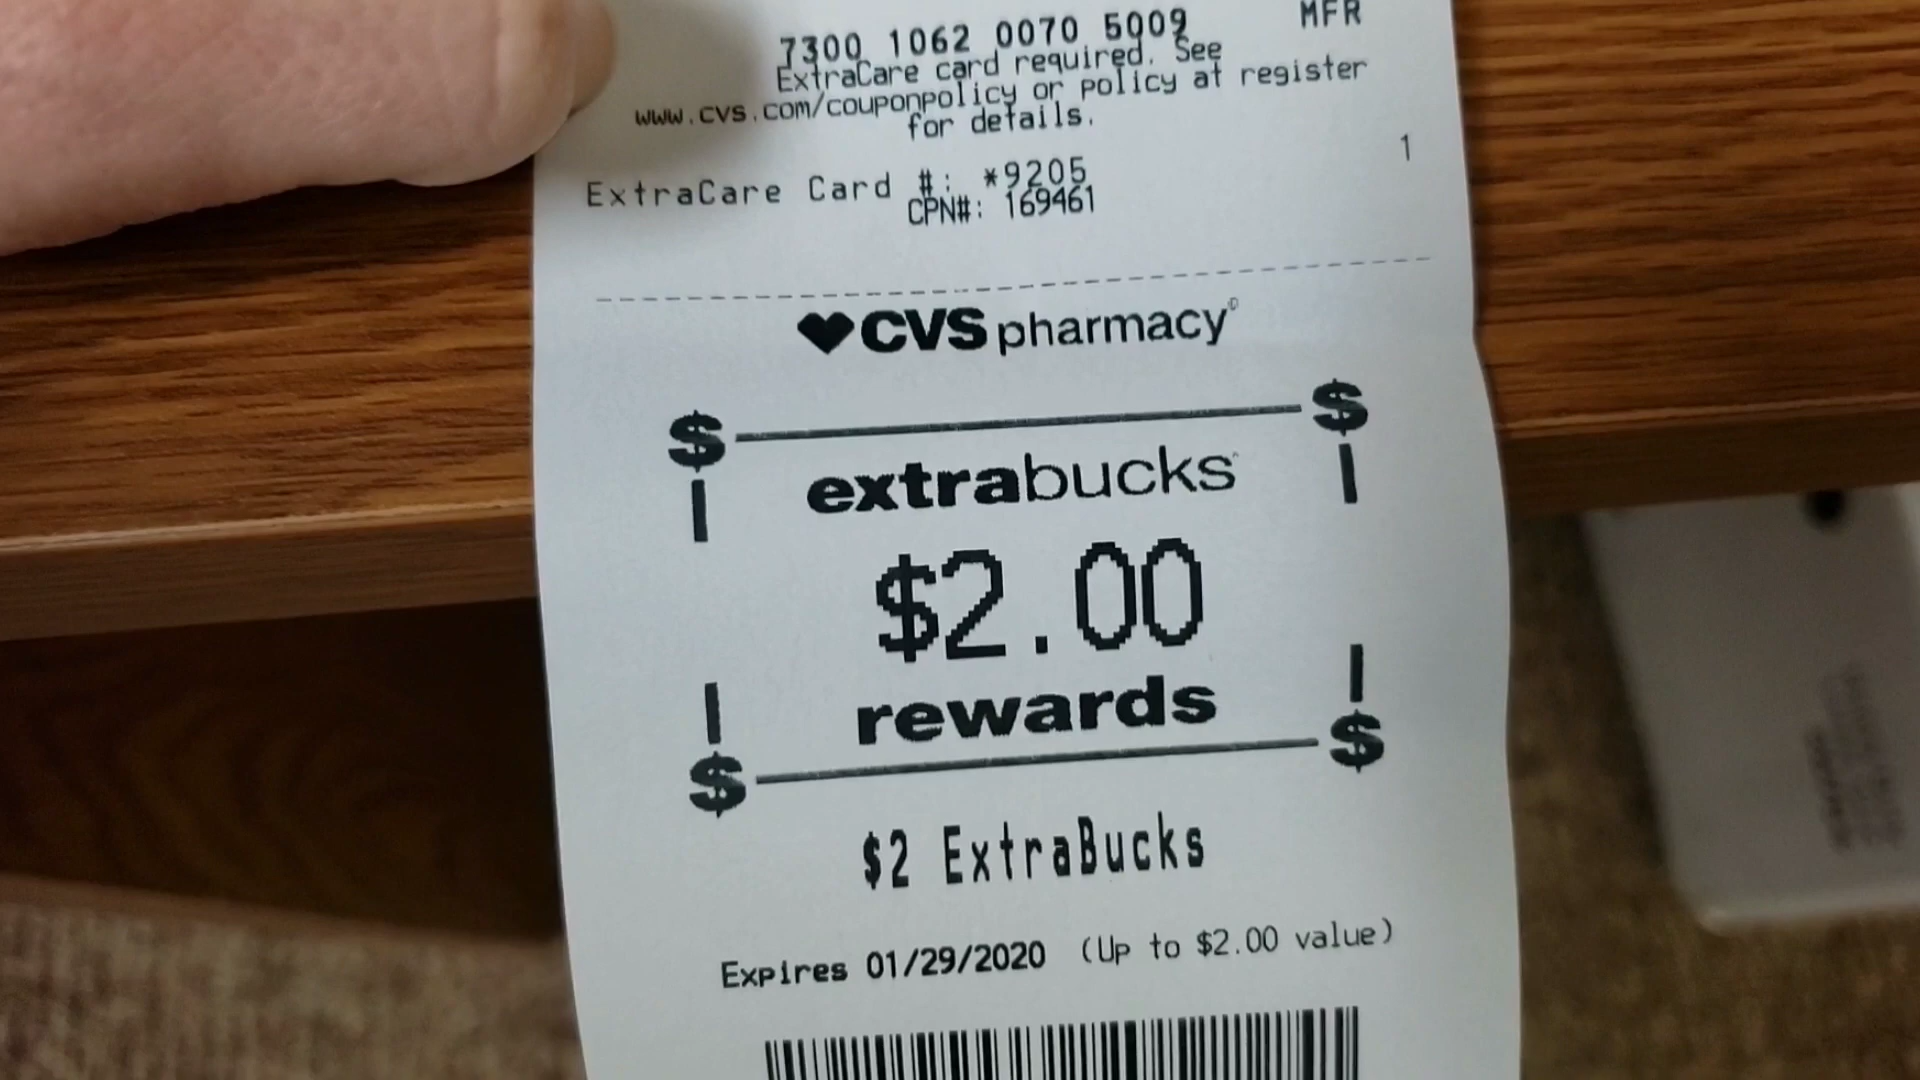 7300 1062 0070 5009 MFR
ExtraCare card required. See
www.cvs.com/couponpolicy or policy at register
for details.
1
ExtraCare Card #: *9205
CPN#: 169461
CVS pharmacy
$ $
extrabucks
$2.00
rewards
$ $
$2 ExtraBucks
Expires 01/29/2020 (Up to $2.00 value)